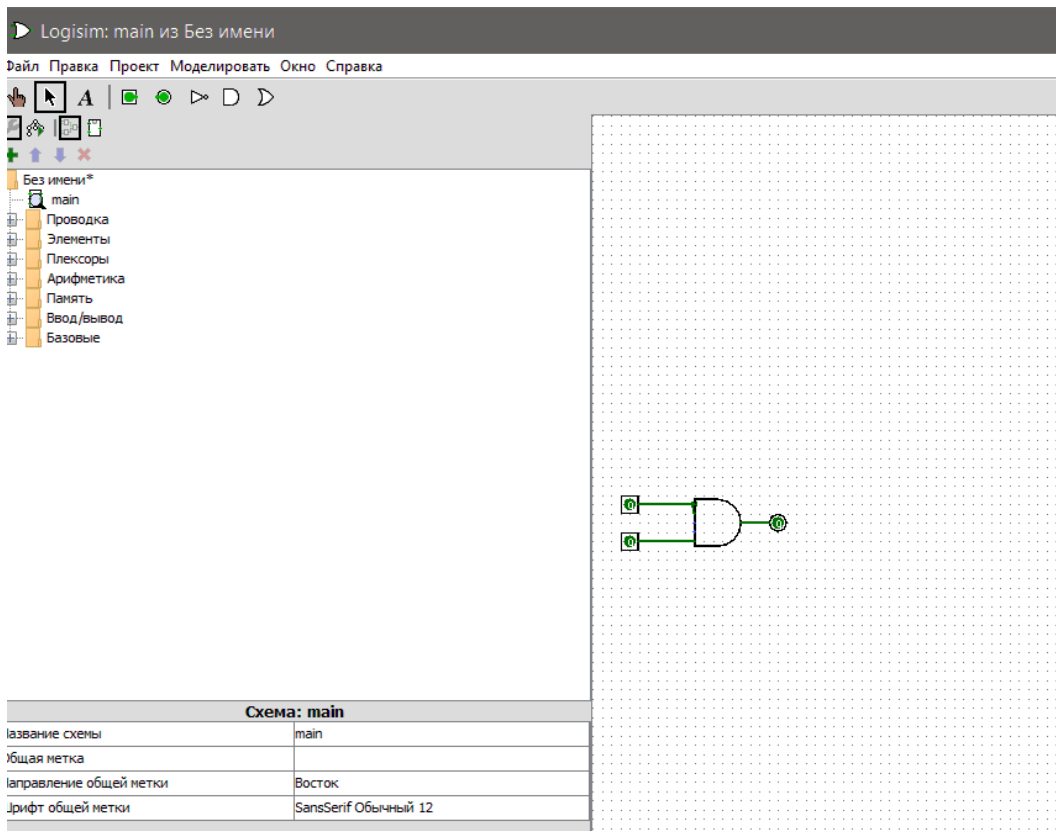 Logisim: main из Без имени
Файл Правка Проект Моделировать Окно Справка
A
Без имени*
main
Проводка
Элементы
Плексоры
Арифметика
Память
Ввод/вывод
Базовые
Схема: main
азвание схемы main
бщая метка
аправление общей метки Восток
рифт общей метки SansSerif Обычный 12
0
0
0